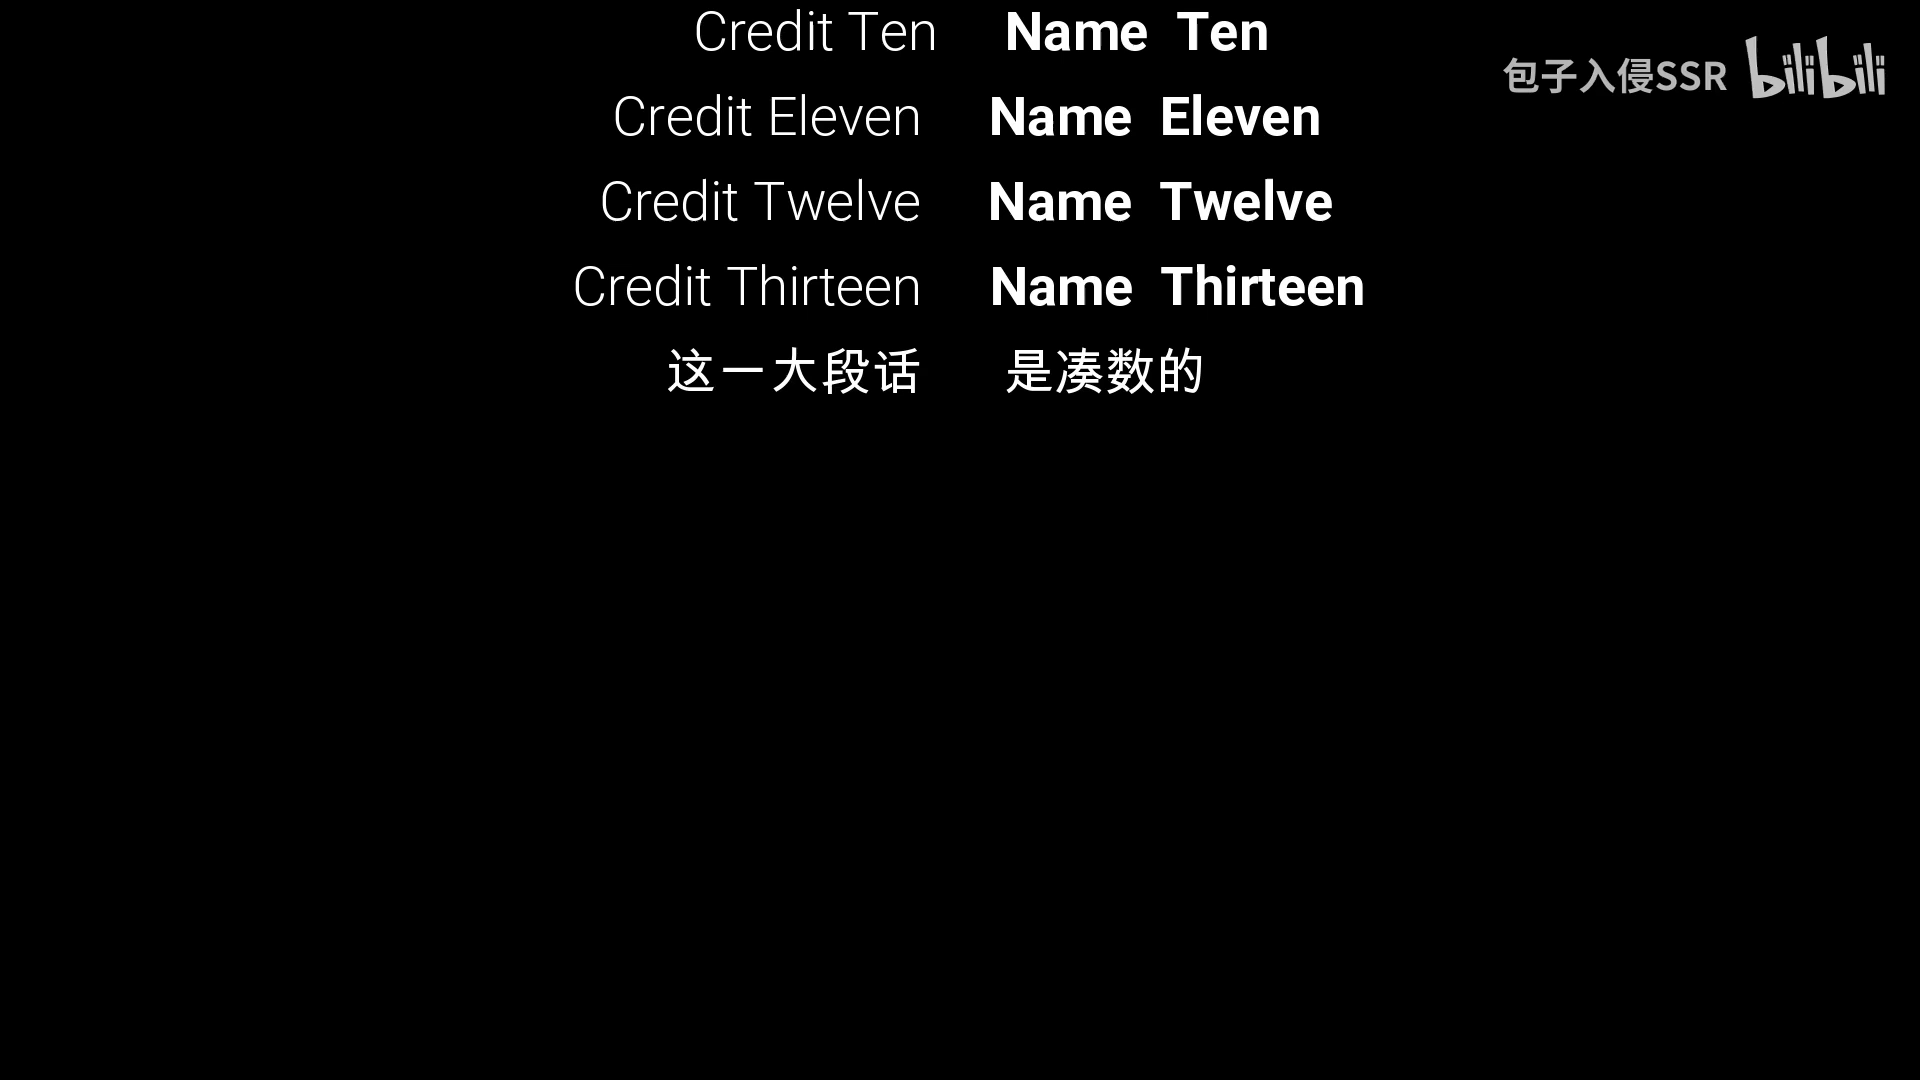 Credit Ten Name Ten
包子入侵SSR bilibili
Credit Eleven Name Eleven
Credit Twelve Name Twelve
Credit Thirteen Name Thirteen
这一大段话 是凑数的